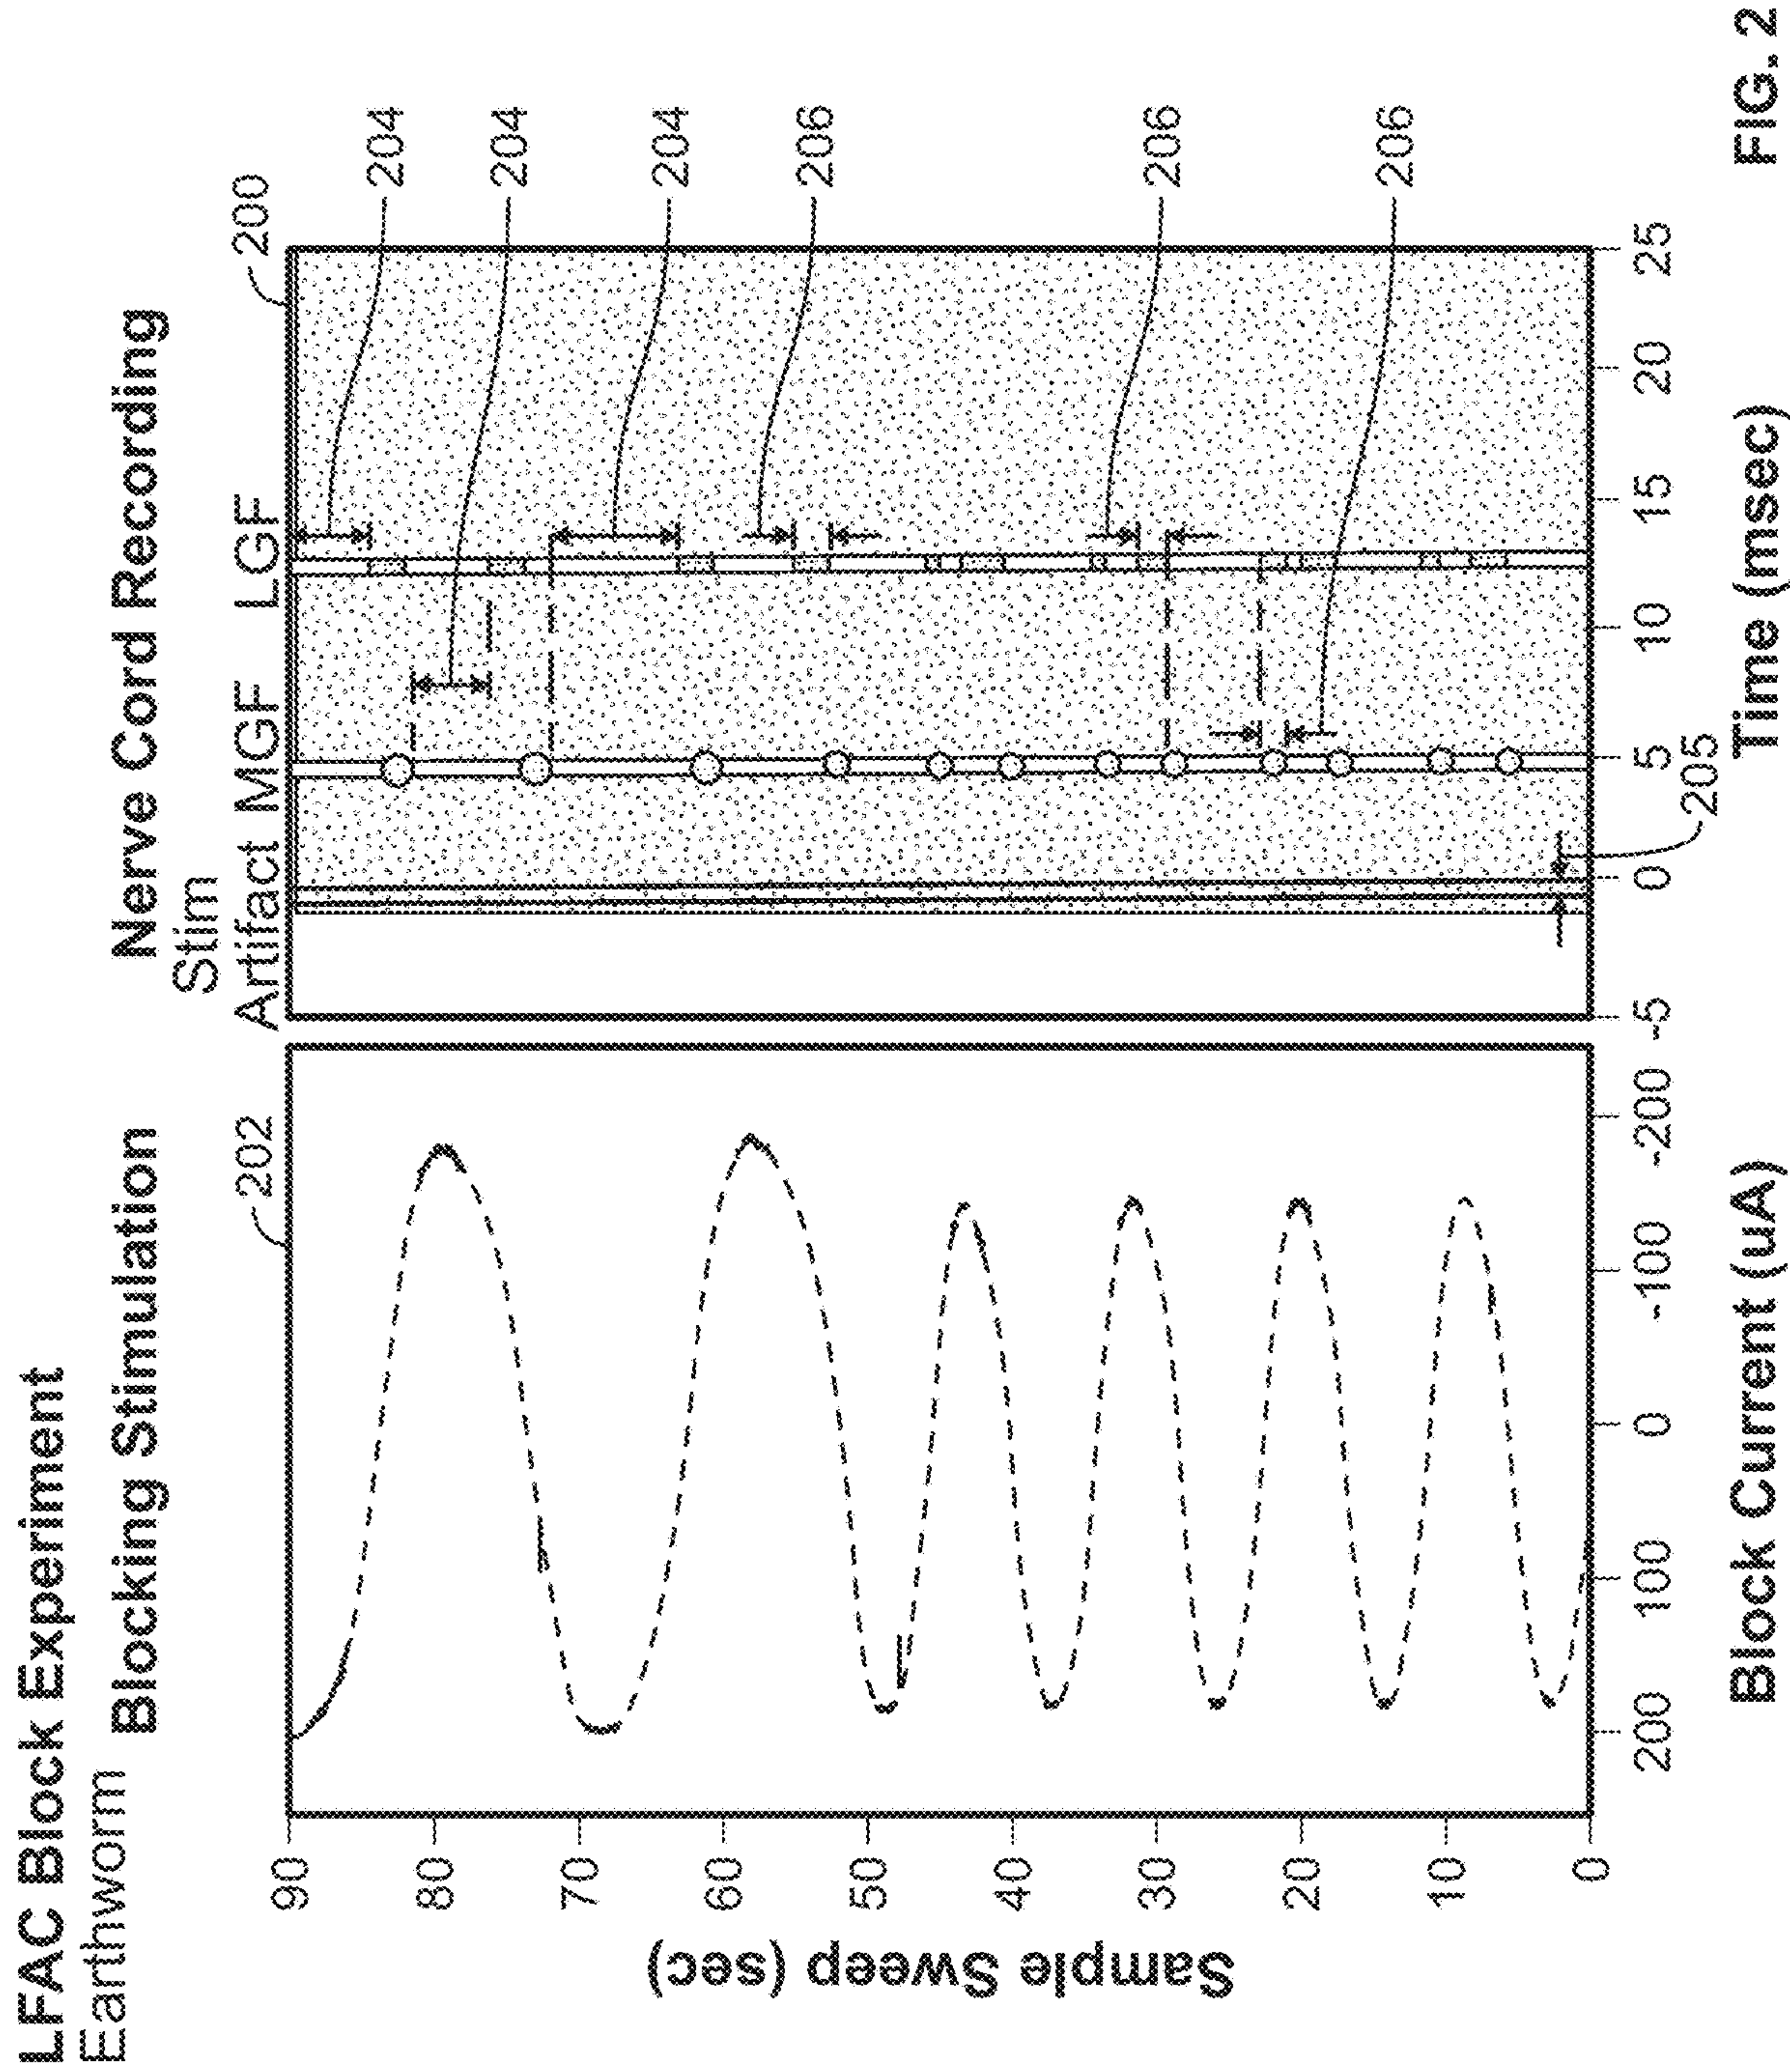 LFAC Block Experiment
Earthworm
Blocking Stimulation
Nerve Cord Recording
Stim
Artifact MGF LGF
202
200
90
80
70
60
50
40
30
20
10
0
Sample Sweep (sec)
200 100 0 -100 -200
-5 0 5 10 15 20 25
Block Current (uA)
Time (msec)
204
204
204
206
206
206
205
FIG. 2